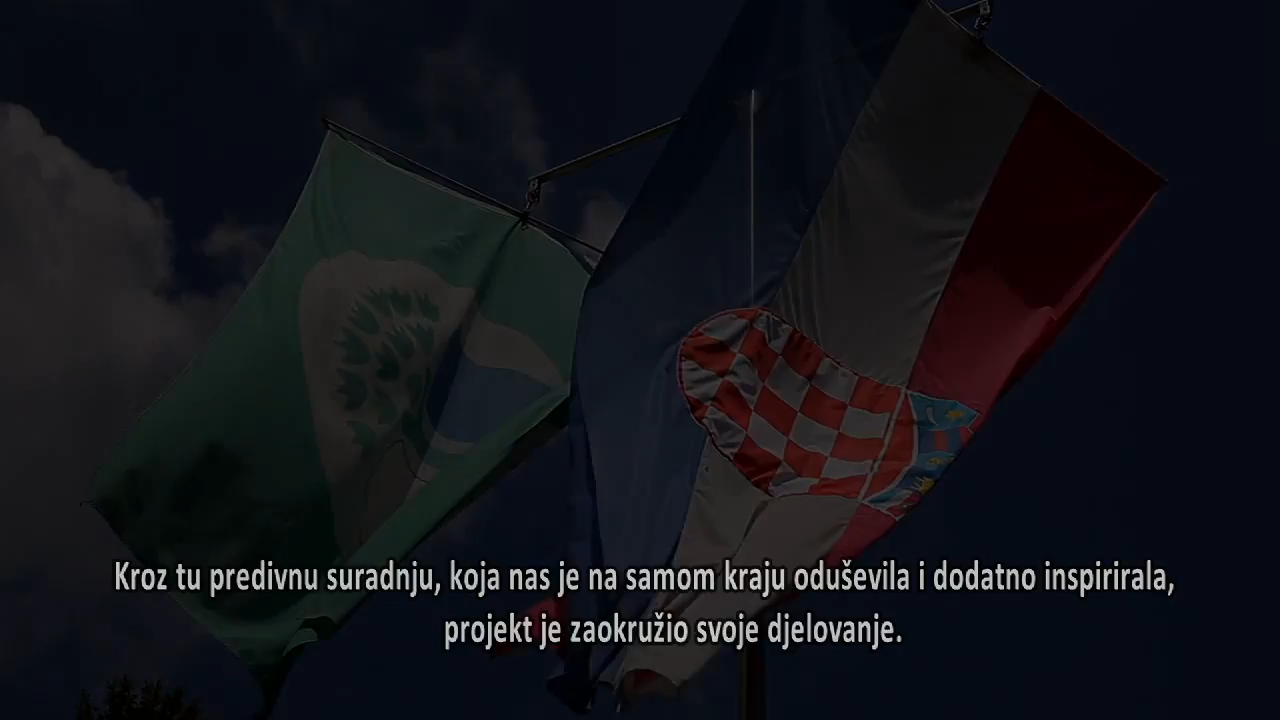 Kroz tu predivnu suradnju, koja nas je na samom kraju oduševila i dodatno inspirirala,
projekt je zaokružio svoje djelovanje.